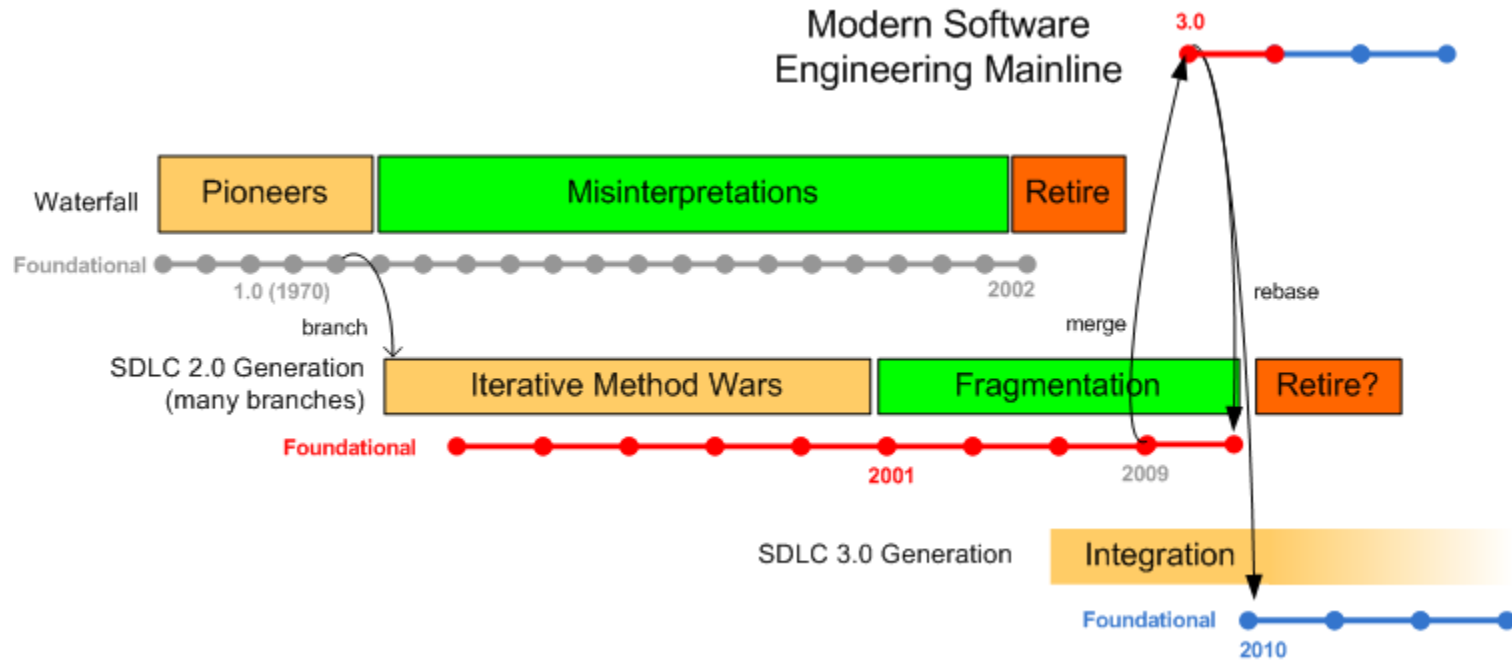 Modern Software
Engineering Mainline
3.0
Waterfall
Pioneers
Misinterpretations
Retire
Foundational
1.0 (1970)
2002
branch
merge
rebase
SDLC 2.0 Generation
(many branches)
Iterative Method Wars
Fragmentation
Retire?
Foundational
2001
2009
SDLC 3.0 Generation
Integration
Foundational
2010